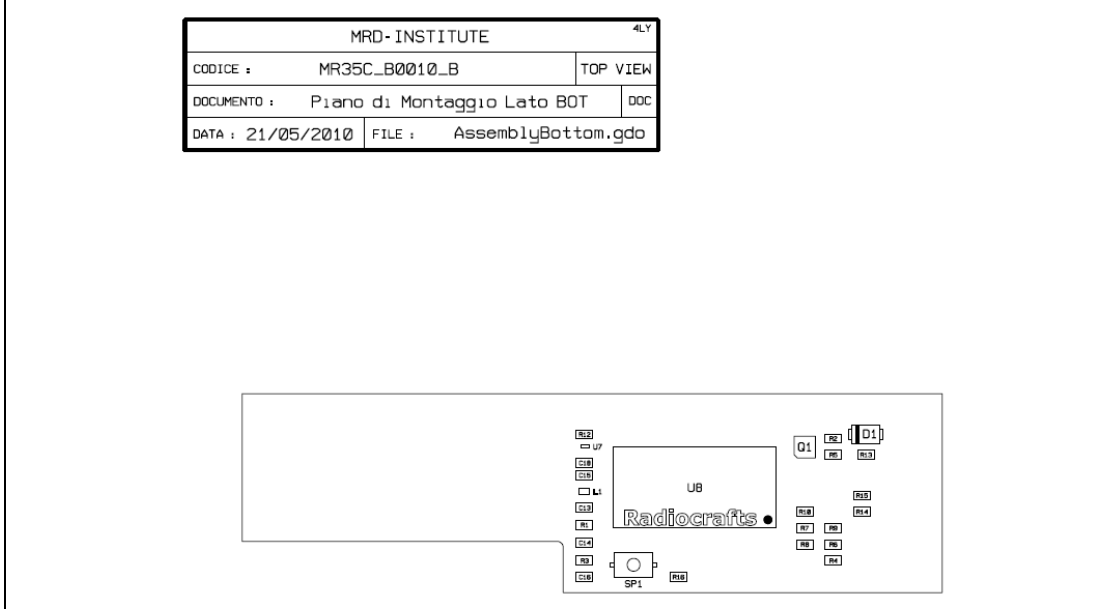 MRD-INSTITUTE 4LY
CODICE : MR35C_B0010_B TOP VIEW
DOCUMENTO : Piano di Montaggio Lato BOT DOC
DATA : 21/05/2010 FILE : AssemblyBottom.gdo
R12
U7
C15
L1
C13
R1
C14
R3
C16
U8
Radiocrafts
SP1
R16
Q1
R2
D1
R5
R13
R15
R14
R7
R9
R8
R6
R4